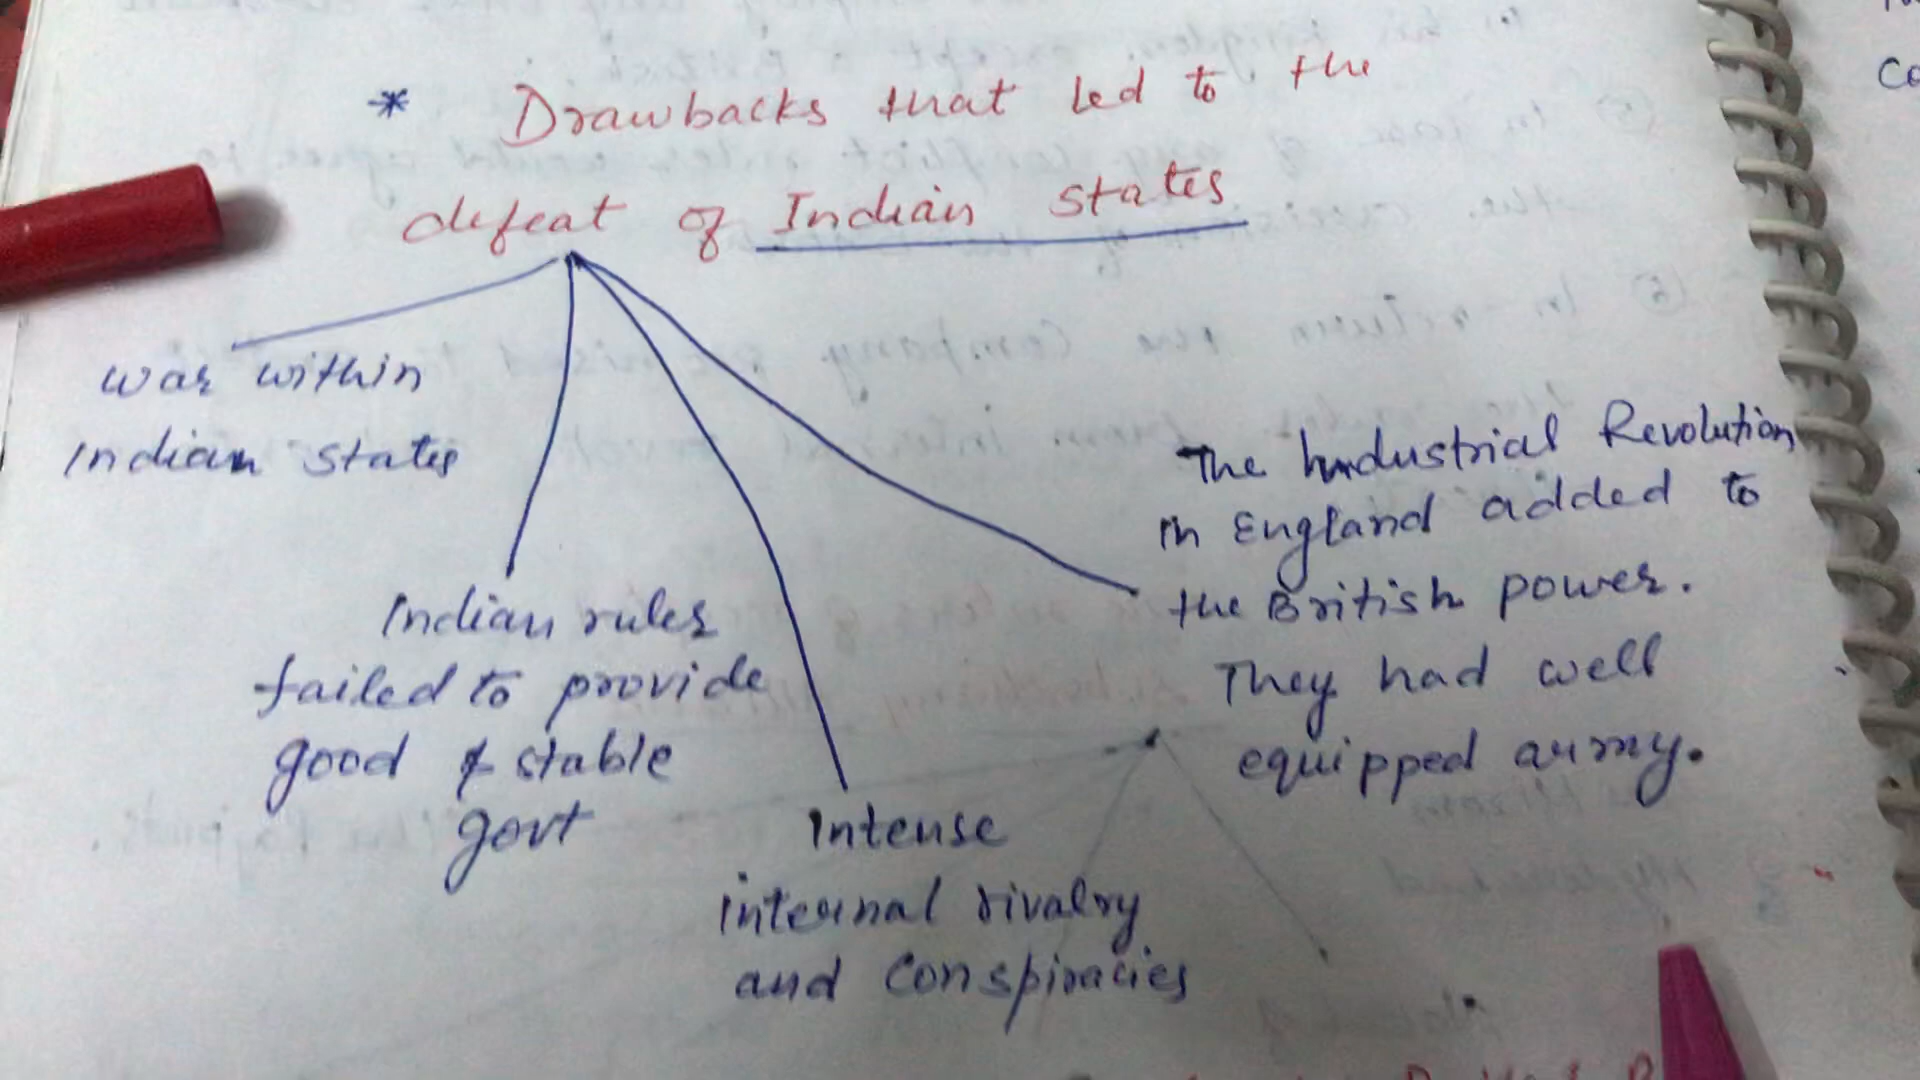 * Drawbacks that led to the
defeat of Indian states
war within
Indian states
Indian ruler
failed to provide
good & stable
govt
Intense
internal rivalry
and Conspiracies
The Industrial Revolution
in England added to
the British power.
They had well
equipped army.